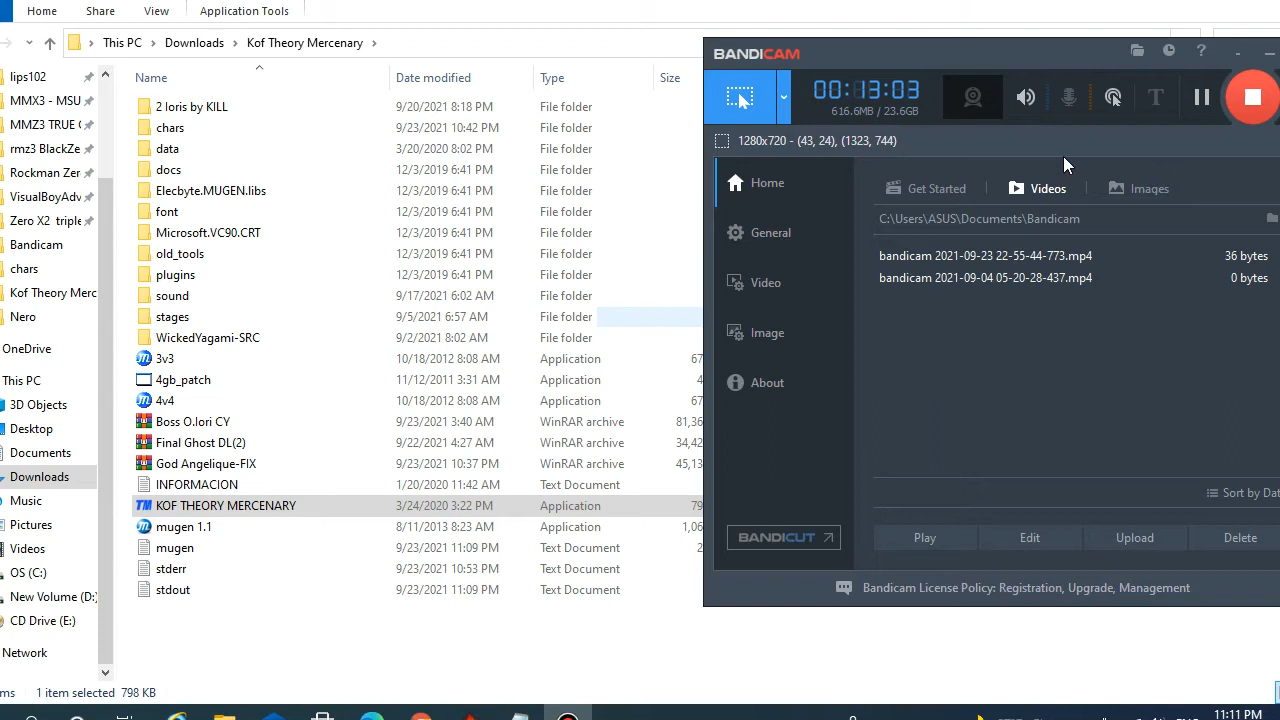 Home Share View Application Tools
This PC Downloads Kof Theory Mercenary
lips102
MMX3 - MSU
MMZ3 TRUE C
rmz3 BlackZe
Rockman Zer
VisualBoyAdv
Zero X2 triple
Bandicam
chars
Kof Theory Merc
Nero
OneDrive
This PC
3D Objects
Desktop
Documents
Downloads
Music
Pictures
Videos
OS (C:)
New Volume (D:)
CD Drive (E:)
Network
Name Date modified Type Size
2 Ioris by KILL 9/20/2021 8:18 PM File folder
chars 9/23/2021 10:42 PM File folder
data 3/20/2020 8:02 PM File folder
docs 12/3/2019 6:41 PM File folder
Elecbyte.MUGEN.libs 12/3/2019 6:41 PM File folder
font 12/3/2019 6:41 PM File folder
Microsoft.VC90.CRT 12/3/2019 6:41 PM File folder
old_tools 12/3/2019 6:41 PM File folder
plugins 12/3/2019 6:41 PM File folder
sound 9/17/2021 6:02 AM File folder
stages 9/5/2021 6:57 AM File folder
WickedYagami-SRC 9/2/2021 8:02 AM File folder
3v3 10/18/2012 8:08 AM Application 67
4gb_patch 11/12/2011 3:31 AM Application 4
4v4 10/18/2012 8:08 AM Application 67
Boss O.Iori CY 9/23/2021 3:40 AM WinRAR archive 81,36
Final Ghost DL(2) 9/22/2021 4:27 AM WinRAR archive 34,42
God Angelique-FIX 9/23/2021 10:37 PM WinRAR archive 45,13
INFORMACION 1/20/2020 11:42 AM Text Document
KOF THEORY MERCENARY 3/24/2020 3:22 PM Application 79
mugen 1.1 8/11/2013 8:23 AM Application 1,06
mugen 9/23/2021 11:09 PM Text Document 2
stderr 9/23/2021 10:53 PM Text Document
stdout 9/23/2021 11:09 PM Text Document
ms 1 item selected 798 KB
BANDICAM
00:13:03
616.6MB / 23.6GB
1280x720 - (43, 24), (1323, 744)
Home
General
Video
Image
About
BANDICUT
Get Started Videos Images
C:\Users\ASUS\Documents\Bandicam
bandicam 2021-09-23 22-55-44-773.mp4 36 bytes
bandicam 2021-09-04 05-20-28-437.mp4 0 bytes
Sort by Dat
Play Edit Upload Delete
Bandicam License Policy: Registration, Upgrade, Management
11:11 PM